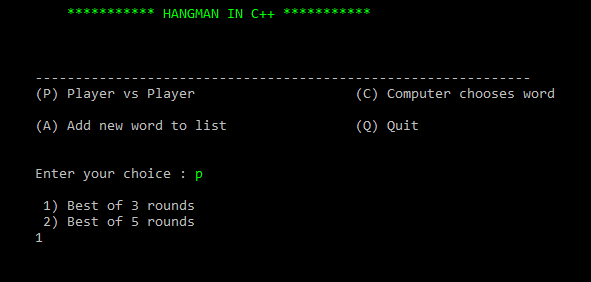 *********** HANGMAN IN C++ ***********
--------------------------------------------------------------
(P) Player vs Player (C) Computer chooses word
(A) Add new word to list (Q) Quit
Enter your choice : p
1) Best of 3 rounds
2) Best of 5 rounds
1